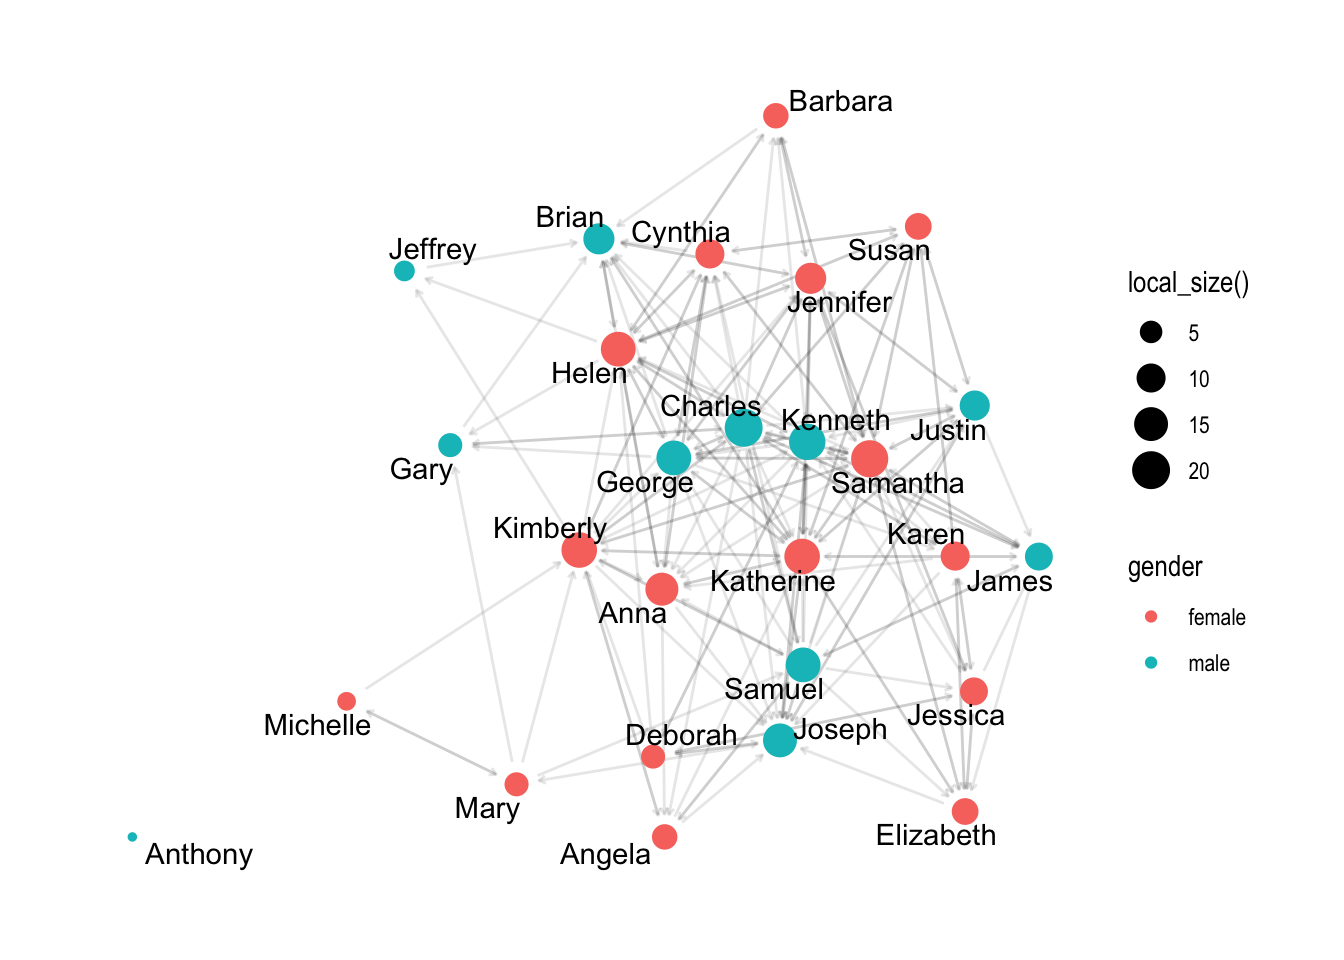 Barbara
Brian
Cynthia
Susan
Jeffrey
Jennifer
Helen
Charles
Kenneth
Justin
Gary
George
Samantha
Kimberly
Karen
Katherine
James
Anna
Samuel
Jessica
Michelle
Deborah
Joseph
Mary
Elizabeth
Angela
Anthony
local_size()
5
10
15
20
gender
female
male